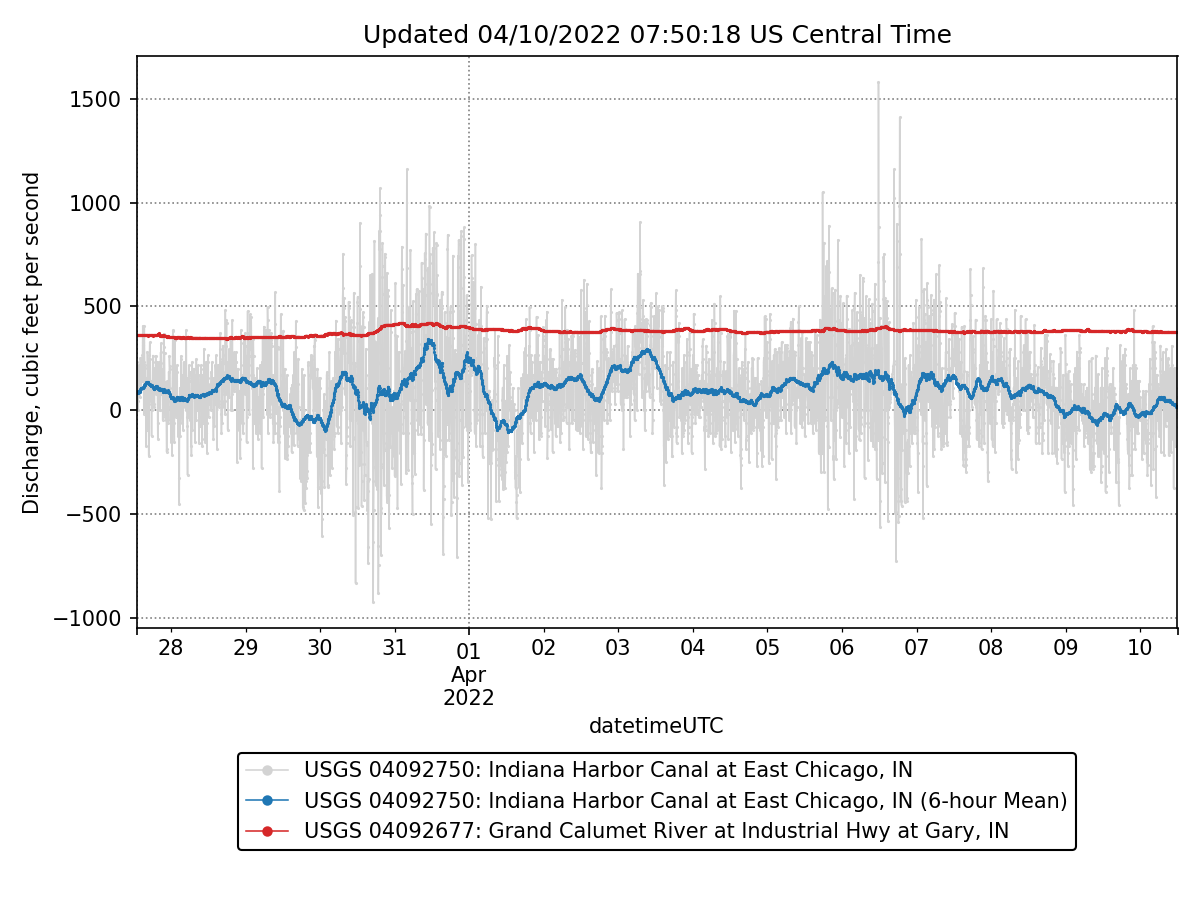 Updated 04/10/2022 07:50:18 US Central Time
Discharge, cubic feet per second
1500
1000
500
0
−500
−1000
28 29 30 31 01 02 03 04 05 06 07 08 09 10
Apr
2022
datetimeUTC
USGS 04092750: Indiana Harbor Canal at East Chicago, IN
USGS 04092750: Indiana Harbor Canal at East Chicago, IN (6-hour Mean)
USGS 04092677: Grand Calumet River at Industrial Hwy at Gary, IN